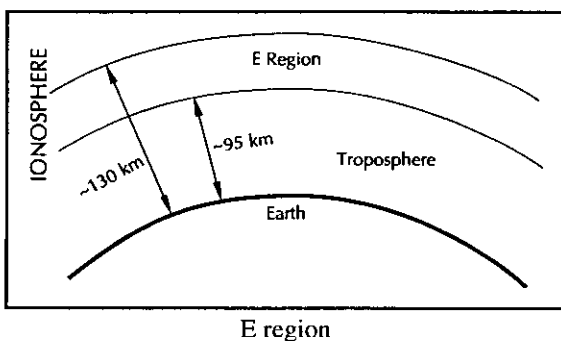 IONOSPHERE
E Region
~95 km
~130 km
Troposphere
Earth
E region